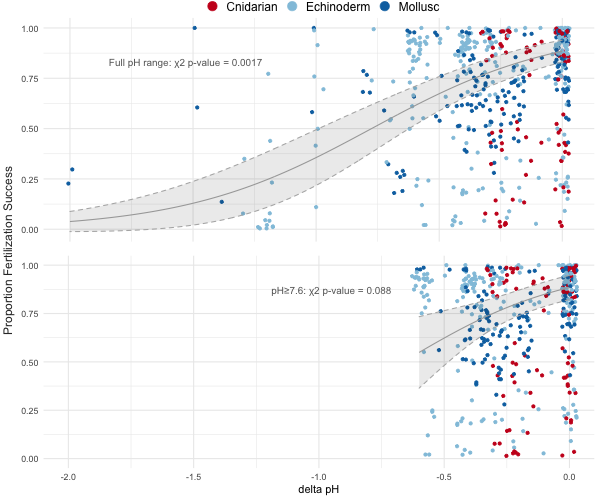 Cnidarian Echinoderm Mollusc
Proportion Fertilization Success
1.00
Full pH range: χ2 p-value = 0.0017
0.75
0.50
0.25
0.00
1.00
pH≥7.6: χ2 p-value = 0.088
0.75
0.50
0.25
0.00
-2.0 -1.5 -1.0 -0.5 0.0
delta pH